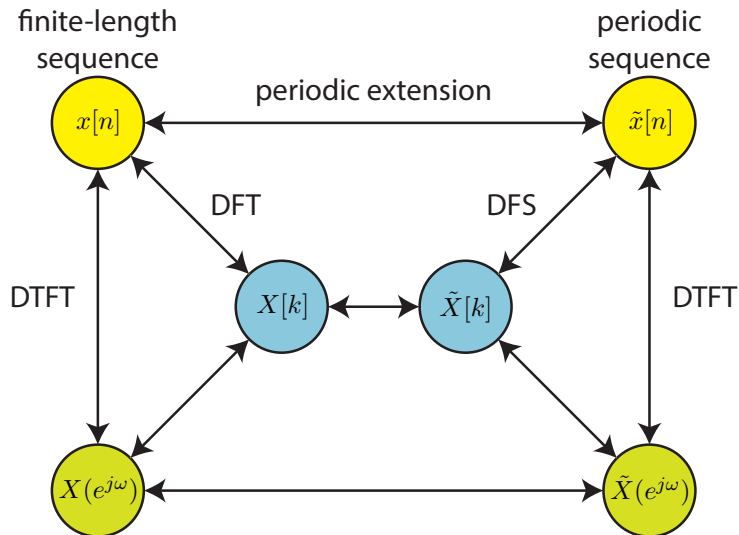 finite-length
sequence
periodic
sequence
periodic extension
x[n]
x̃[n]
DFT
DFS
DTFT
DTFT
X[k]
X̃[k]
X(e^{jω})
X̃(e^{jω})